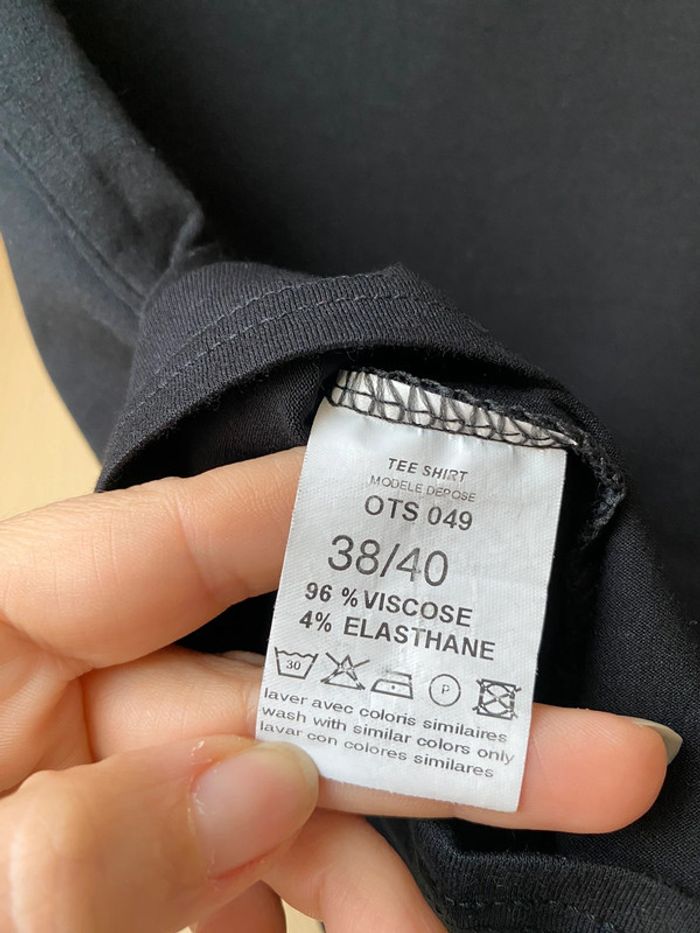 TEE SHIRT
MODELE DEPOSE
OTS 049
38/40
96 % VISCOSE
4% ELASTHANE
30 P
laver avec coloris similaires
wash with similar colors only
lavar con colores similares